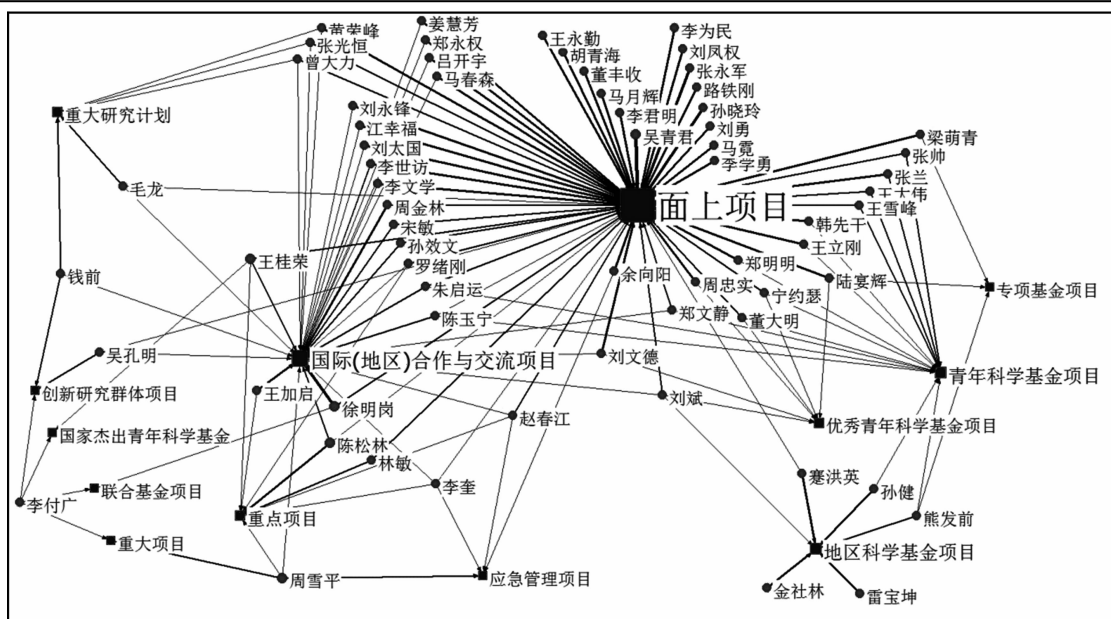 黄荣峰
张光恒
曾大力
姜慧芳
郑永权
吕开宇
马春森
王永勤
胡青海
董丰收
马月辉
李君明
吴青君
李为民
刘凤权
张永军
路铁刚
孙晓玲
刘勇
马霓
李学勇
重大研究计划
刘永锋
江幸福
刘太国
李世访
李文学
周金林
宋敏
孙效文
罗绪刚
梁萌青
张帅
张兰
王大伟
王雪峰
毛龙
面上项目
韩先干
王立刚
王桂荣
钱前
朱启运
陈玉宁
余向阳
郑明明
周忠实
宁约瑟
陆宴辉
郑文静
董大明
专项基金项目
吴孔明
国际(地区)合作与交流项目
刘文德
青年科学基金项目
创新研究群体项目
王加启
徐明岗
赵春江
刘斌
优秀青年科学基金项目
国家杰出青年科学基金
陈松林
林敏
李付广
联合基金项目
李奎
蹇洪英
孙健
重点项目
熊发前
重大项目
地区科学基金项目
周雪平
应急管理项目
金社林
雷宝坤